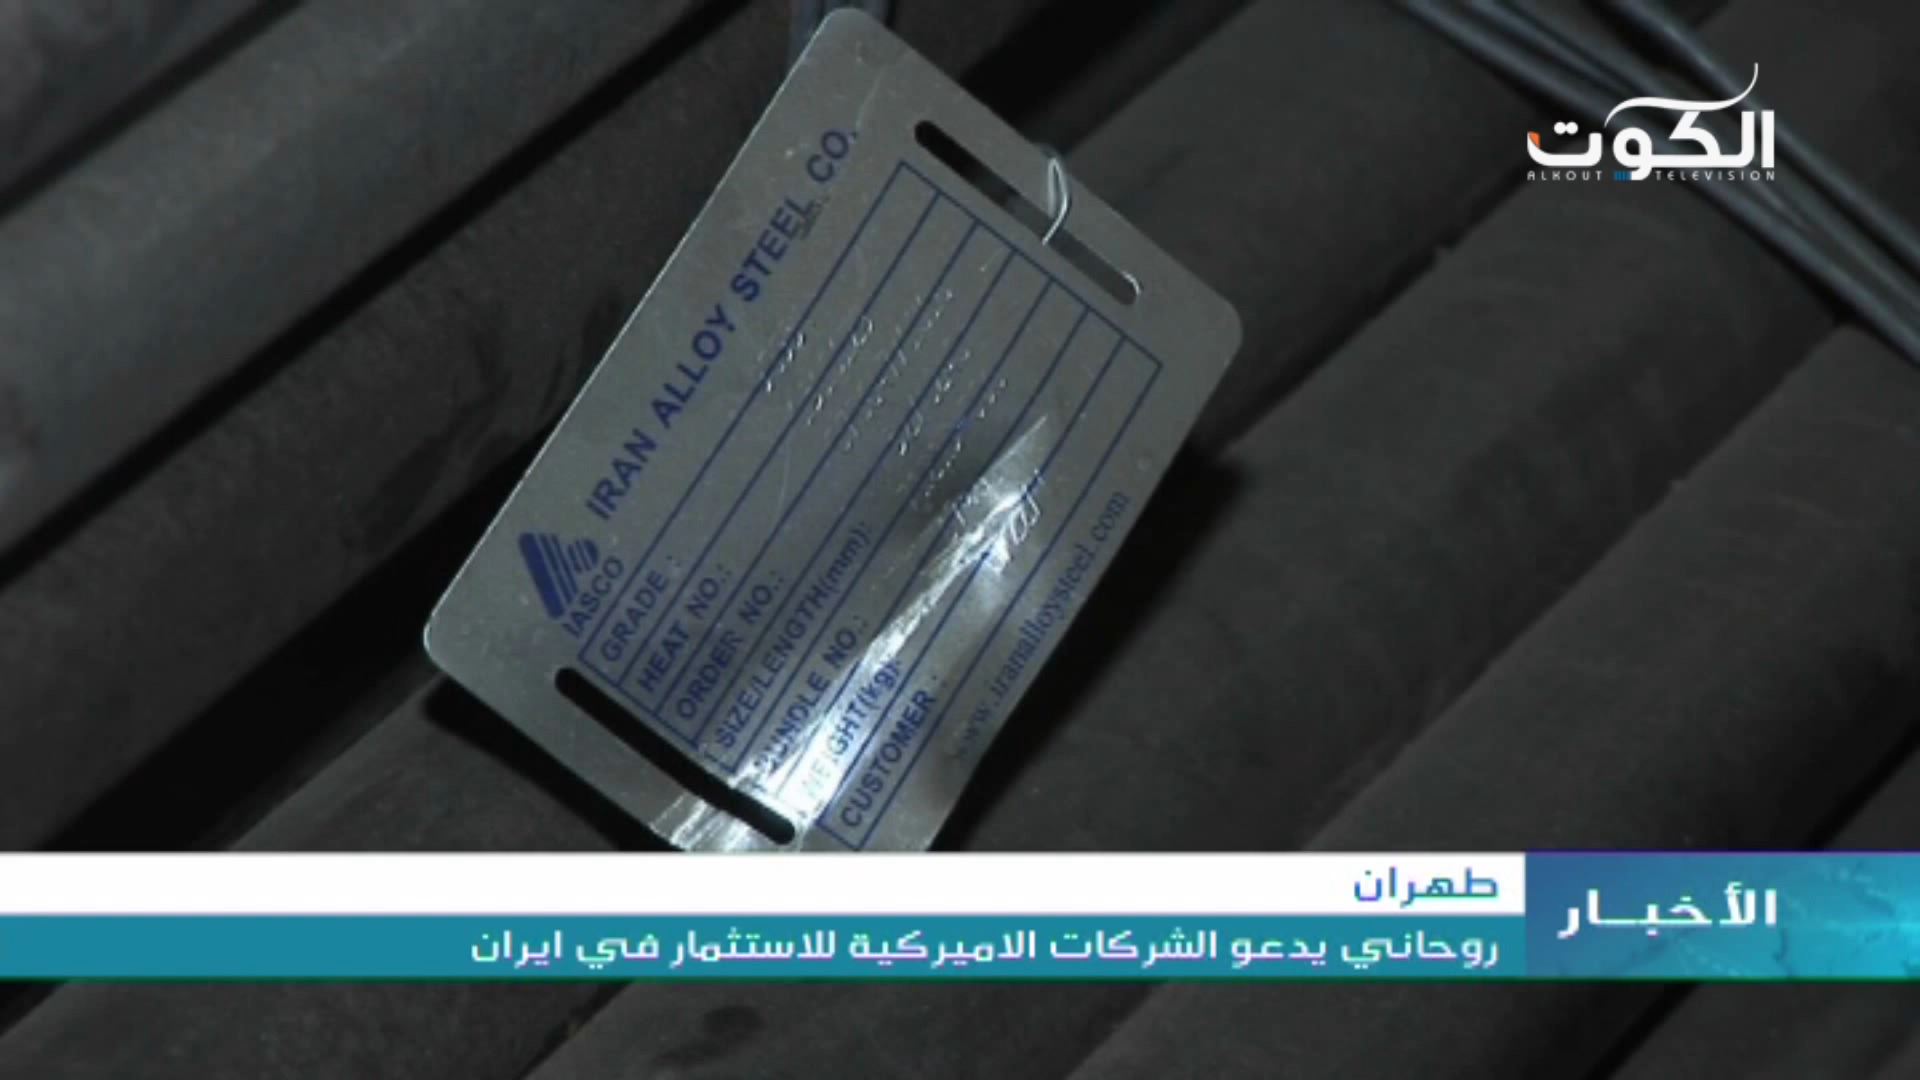 الكوت
ALKOUT TELEVISION
IRAN ALLOY STEEL CO.
IASCO
GRADE :
HEAT NO.:
ORDER NO.:
SIZE/LENGTH(mm):
BUNDLE NO.:
WEIGHT(kg):
CUSTOMER :
www.iranalloysteel.com
طهران
الأخبـار
روحاني يدعو الشركات الاميركية للاستثمار في ايران